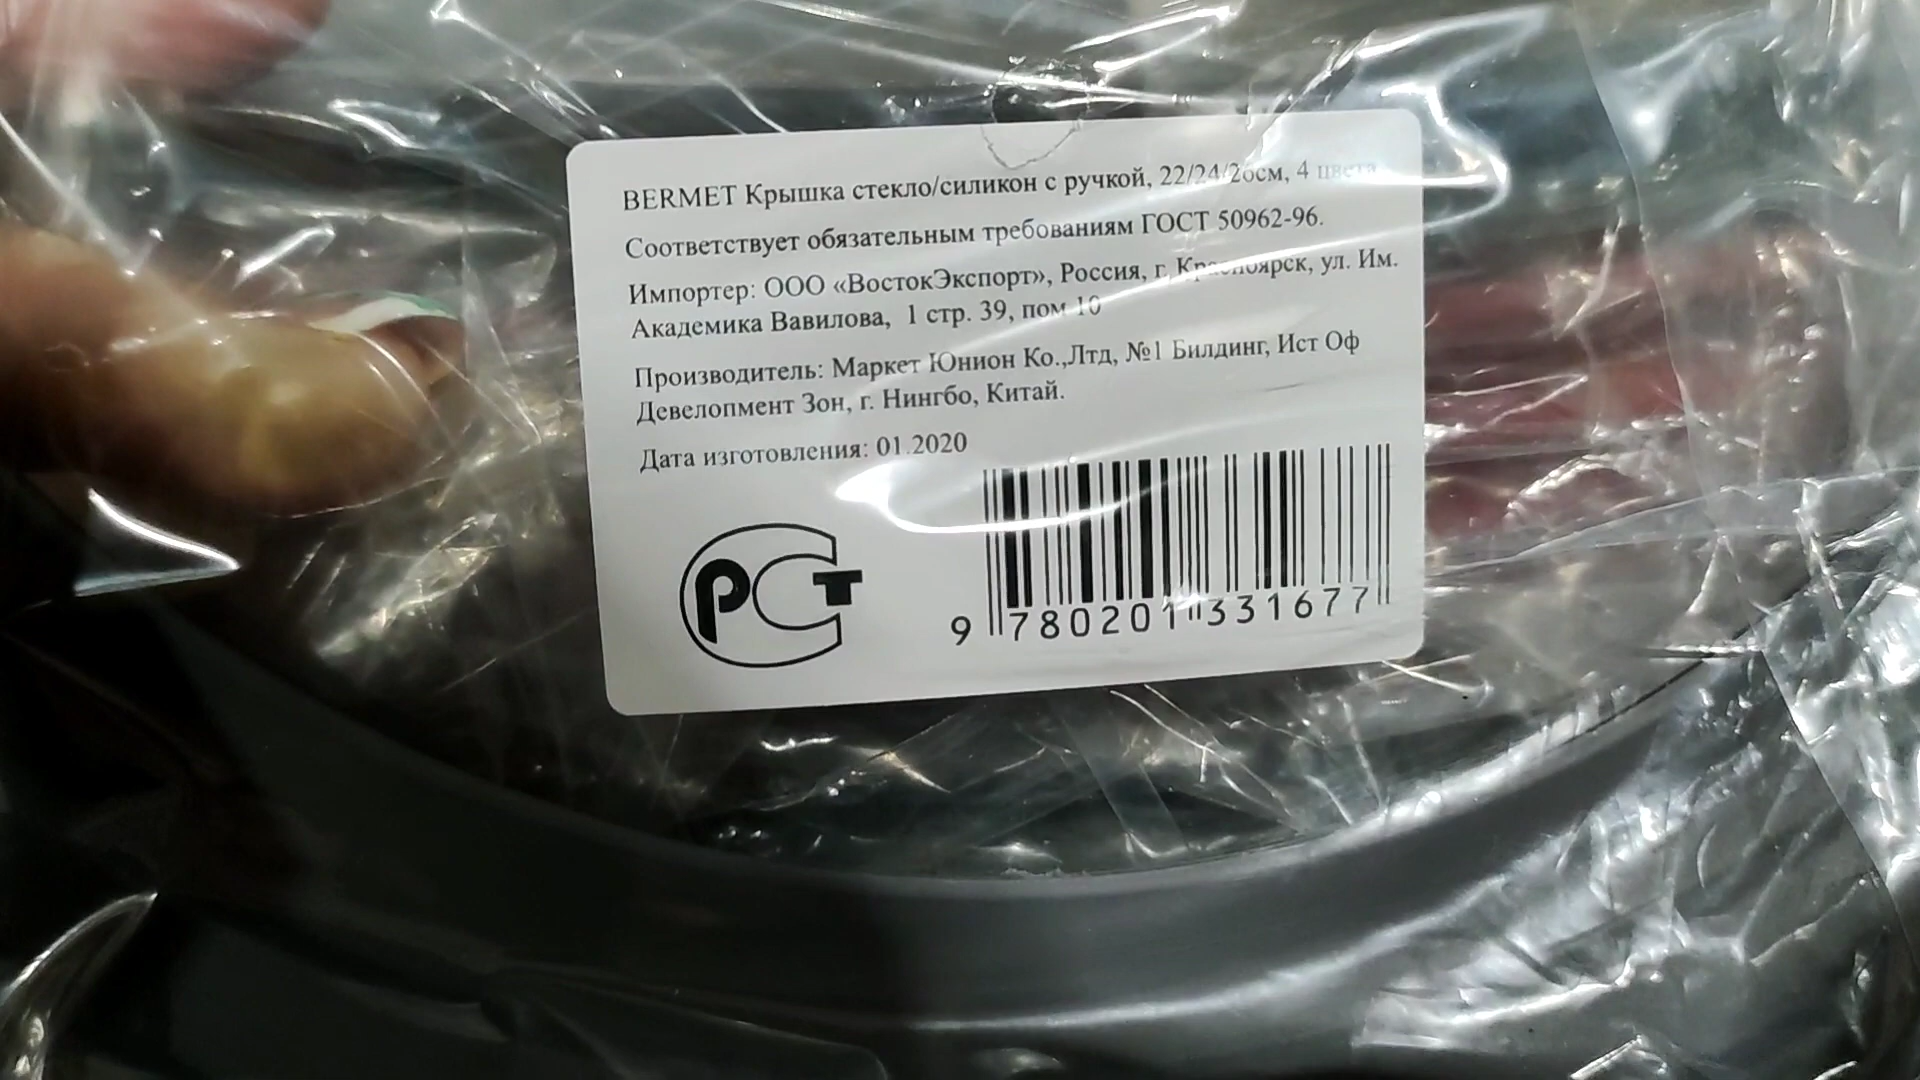 BERMET Крышка стекло/силикон с ручкой, 22/24/26см, 4 цвета
Соответствует обязательным требованиям ГОСТ 50962-96.
Импортер: ООО «ВостокЭкспорт», Россия, г. Красноярск, ул. Им.
Академика Вавилова, 1 стр. 39, пом 10
Производитель: Маркет Юнион Ко.,Лтд, №1 Билдинг, Ист Оф
Девелопмент Зон, г. Нингбо, Китай.
Дата изготовления: 01.2020
РСТ
9 780201 331677